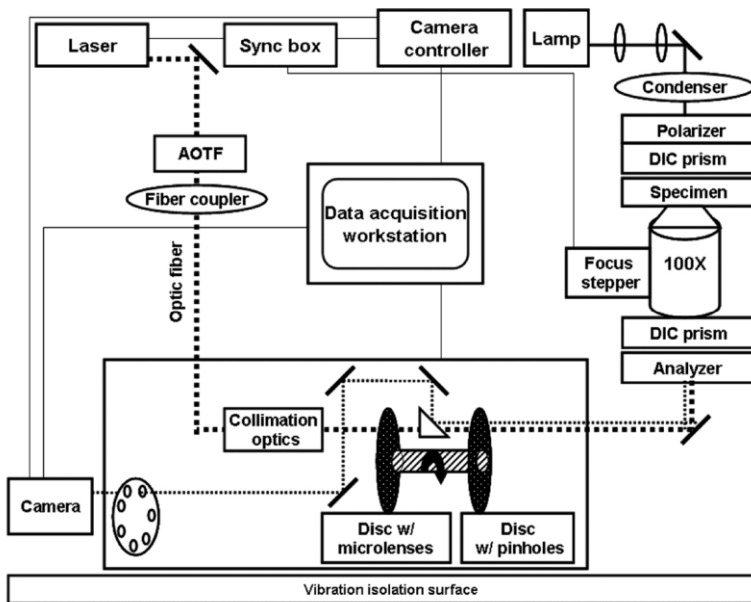 Laser
Sync box
Camera
controller
Lamp
Condenser
Polarizer
DIC prism
Specimen
100X
Focus
stepper
DIC prism
Analyzer
AOTF
Fiber coupler
Optic fiber
Data acquisition
workstation
Collimation
optics
Camera
Disc w/
microlenses
Disc
w/ pinholes
Vibration isolation surface